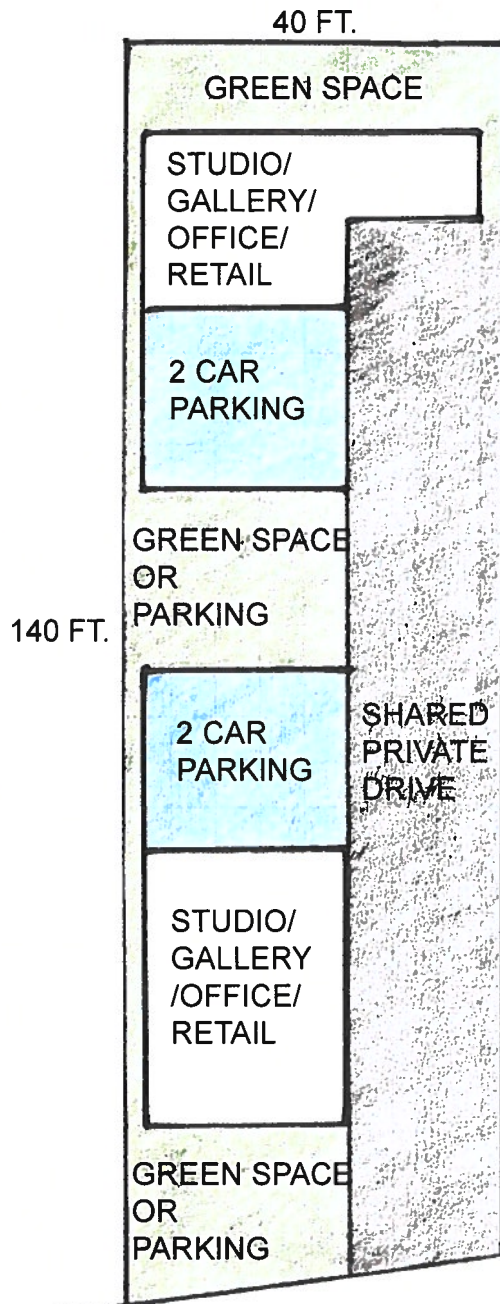 40 FT.
GREEN SPACE
STUDIO/
GALLERY/
OFFICE/
RETAIL
2 CAR
PARKING
GREEN SPACE
OR
PARKING
140 FT.
2 CAR
PARKING
SHARED
PRIVATE
DRIVE
STUDIO/
GALLERY
/OFFICE/
RETAIL
GREEN SPACE
OR
PARKING